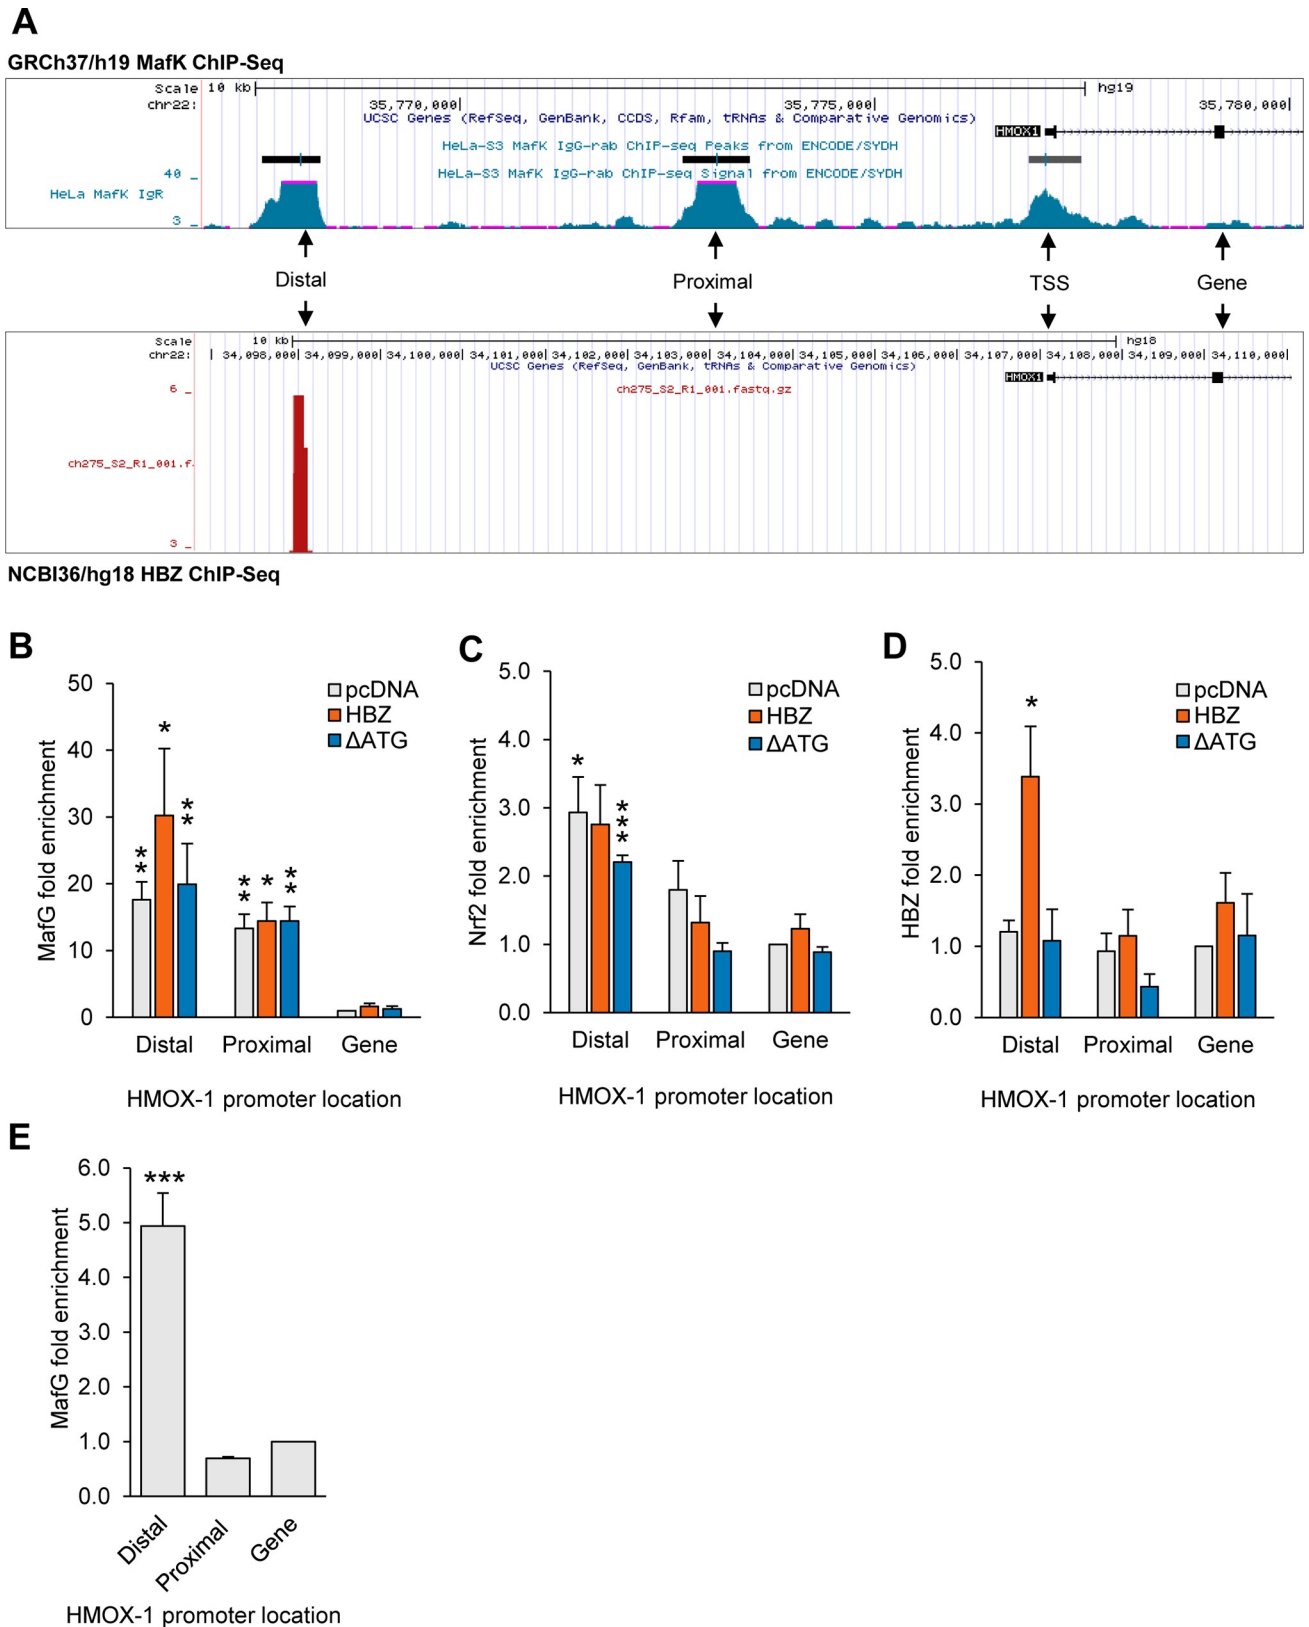 A
GRCh37/h19 MafK ChIP-Seq
Scale 10 kb hg19
chr22: 35,770,000| 35,775,000| 35,780,000|
UCSC Genes (RefSeq, GenBank, CCDS, Rfam, tRNAs & Comparative Genomics)
HMOX1
HeLa-S3 MafK IgG-rab ChIP-seq Peaks from ENCODE/SYDH
40 _ HeLa-S3 MafK IgG-rab ChIP-seq Signal from ENCODE/SYDH
HeLa MafK IgR
3 _
Distal Proximal TSS Gene
Scale 10 kb hg18
chr22: | 34,098,000| 34,099,000| 34,100,000| 34,101,000| 34,102,000| 34,103,000| 34,104,000| 34,105,000| 34,106,000| 34,107,000| 34,108,000| 34,109,000| 34,110,000|
UCSC Genes (RefSeq, GenBank, CCDS, Rfam, tRNAs & Comparative Genomics)
HMOX1
6 _ ch275_S2_R1_001.fastq.gz
ch275_S2_R1_001.f.
3 _
NCBI36/hg18 HBZ ChIP-Seq
B
MafG fold enrichment
50
40
30
20
10
0
pcDNA
HBZ
ΔATG
** * ** ** * **
Distal Proximal Gene
HMOX-1 promoter location
C
Nrf2 fold enrichment
5.0
4.0
3.0
2.0
1.0
0.0
pcDNA
HBZ
ΔATG
* ***
Distal Proximal Gene
HMOX-1 promoter location
D
HBZ fold enrichment
5.0
4.0
3.0
2.0
1.0
0.0
pcDNA
HBZ
ΔATG
*
Distal Proximal Gene
HMOX-1 promoter location
E
MafG fold enrichment
6.0
5.0
4.0
3.0
2.0
1.0
0.0
***
Distal Proximal Gene
HMOX-1 promoter location